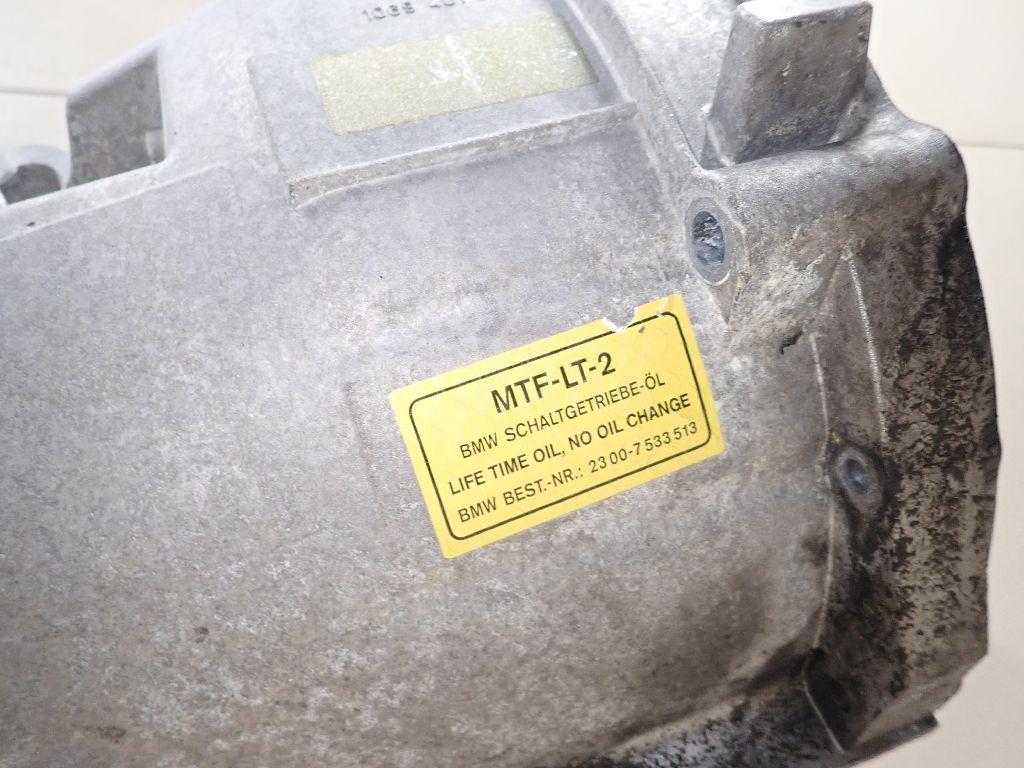 1069
MTF-LT-2
BMW SCHALTGETRIEBE-ÖL
LIFE TIME OIL, NO OIL CHANGE
BMW BEST.-NR.: 23 00-7 533 513